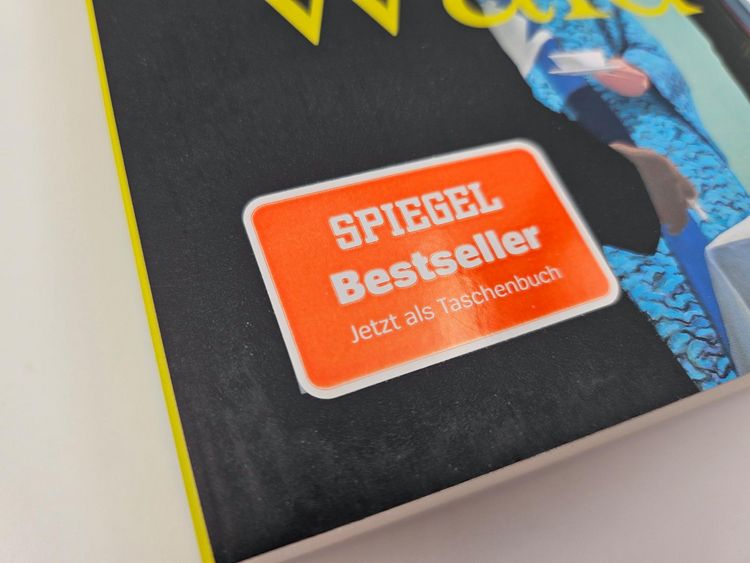 SPIEGEL
Bestseller
Jetzt als Taschenbuch